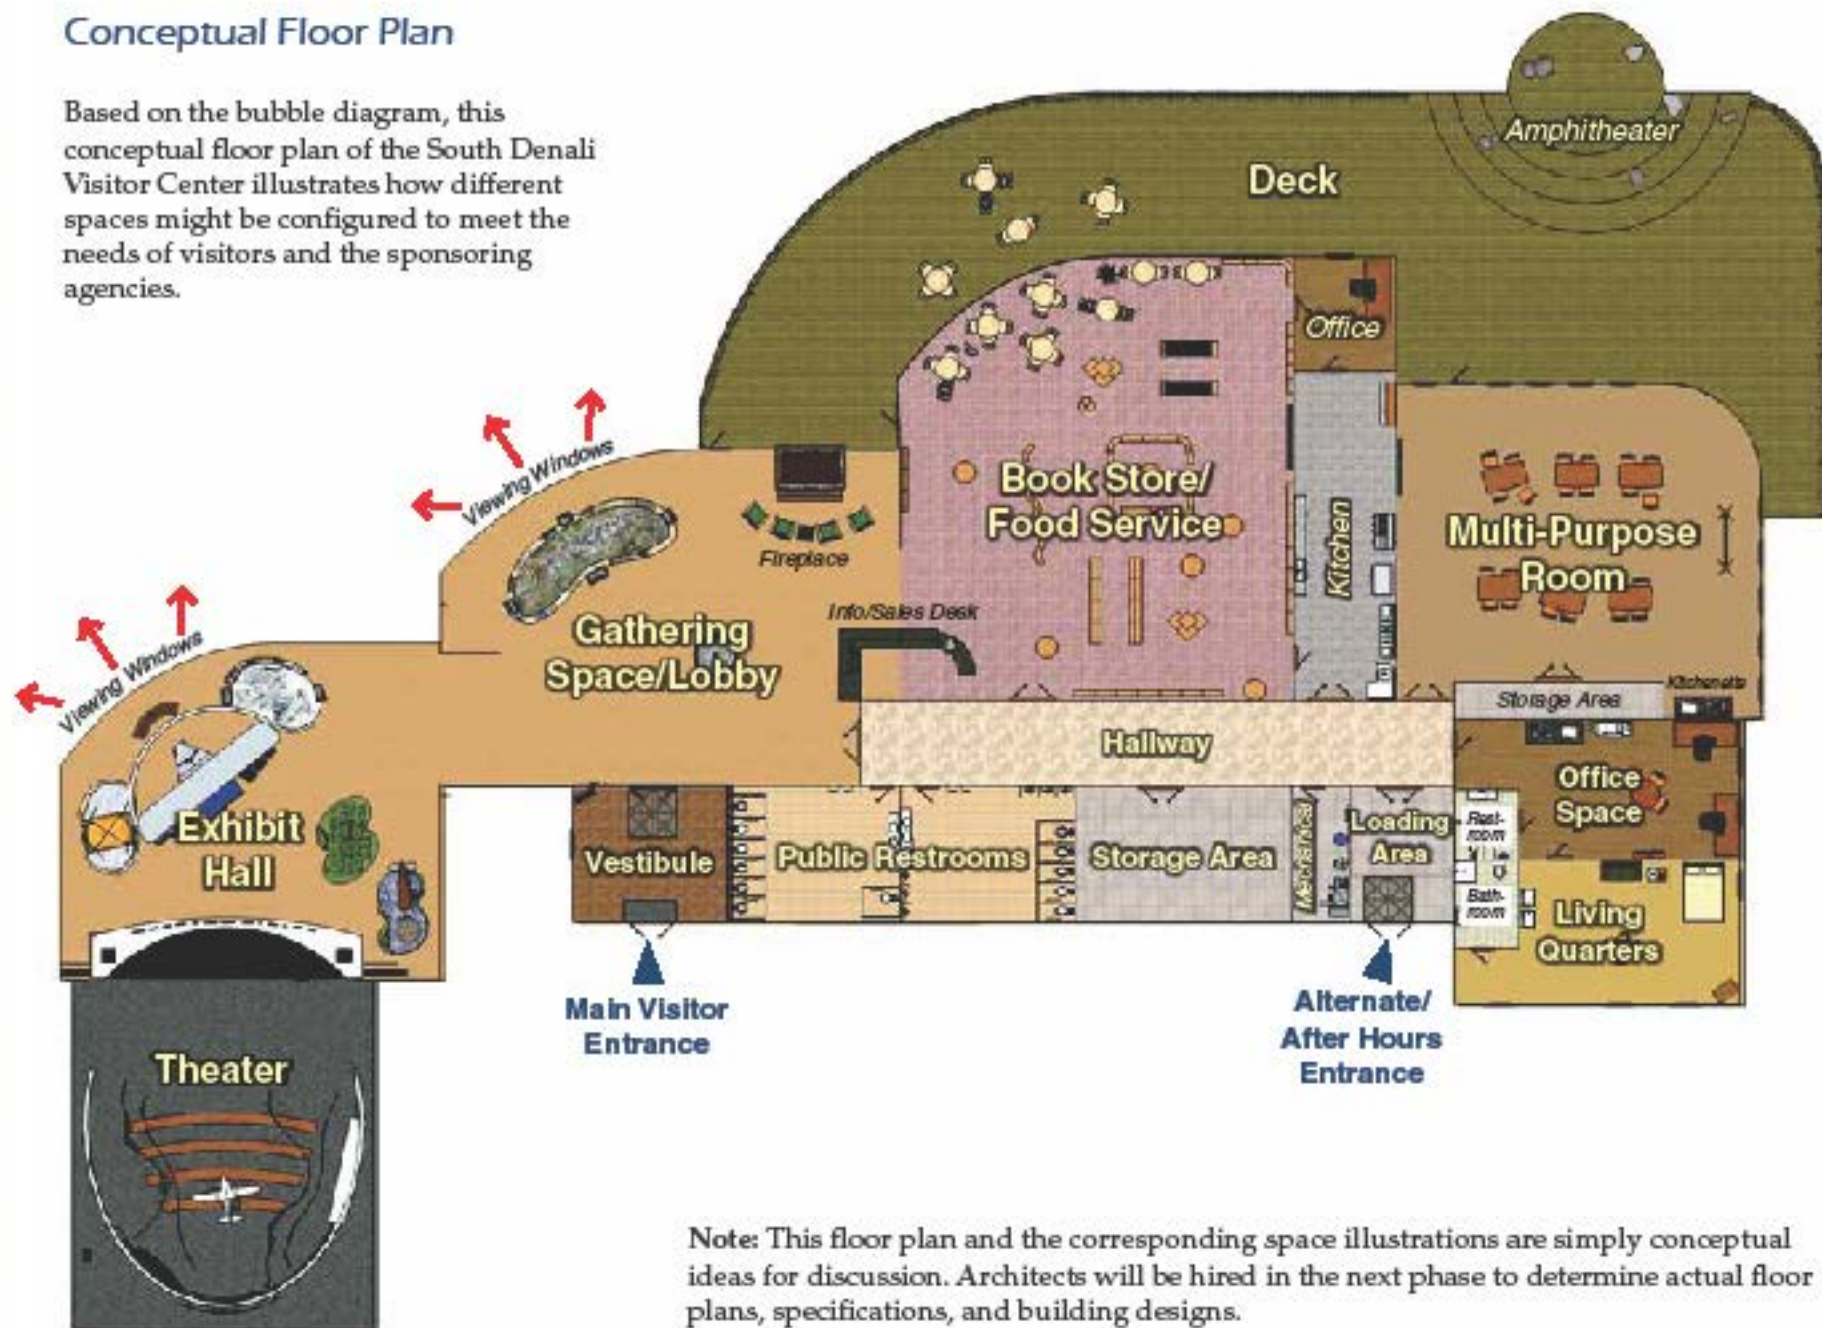 Conceptual Floor Plan
Based on the bubble diagram, this
conceptual floor plan of the South Denali
Visitor Center illustrates how different
spaces might be configured to meet the
needs of visitors and the sponsoring
agencies.
Amphitheater
Deck
Office
Viewing Windows
Book Store/
Food Service
Kitchen
Multi-Purpose
Room
Fireplace
Info/Sales Desk
Gathering
Space/Lobby
Viewing Windows
Storage Area
Kitchenette
Hallway
Office
Space
Exhibit
Hall
Vestibule
Public Restrooms
Storage Area
Mechanical
Loading
Area
Rest-
room
Bath-
room
Living
Quarters
Main Visitor
Entrance
Alternate/
After Hours
Entrance
Theater
Note: This floor plan and the corresponding space illustrations are simply conceptual
ideas for discussion. Architects will be hired in the next phase to determine actual floor
plans, specifications, and building designs.